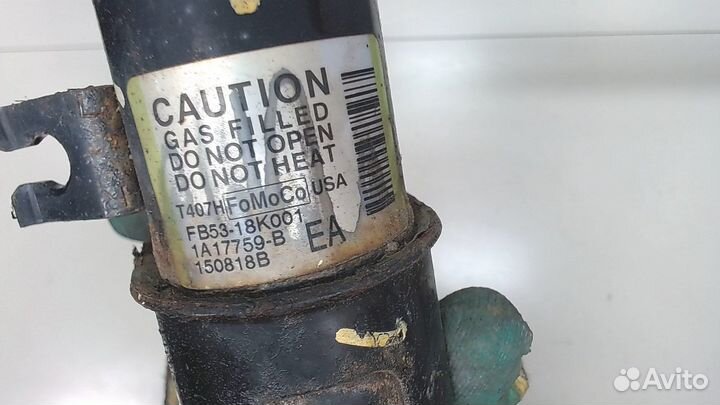 CAUTION
GAS FILLED
DO NOT OPEN
DO NOT HEAT
T407H FoMoCo USA
FB53-18K001
1A17759-B EA
150818B
Avito